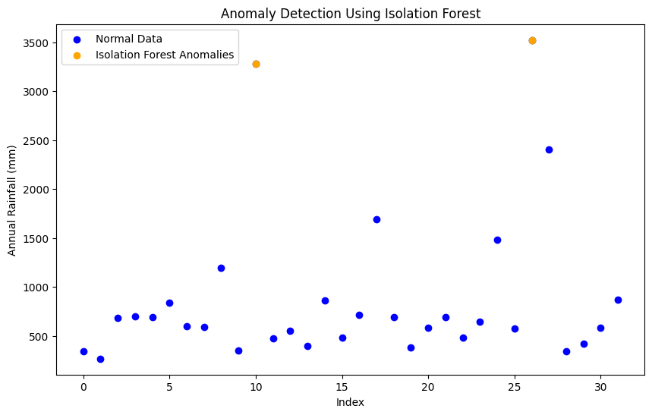 Anomaly Detection Using Isolation Forest
Normal Data
Isolation Forest Anomalies
Annual Rainfall (mm)
3500
3000
2500
2000
1500
1000
500
0
5
10
15
20
25
30
Index